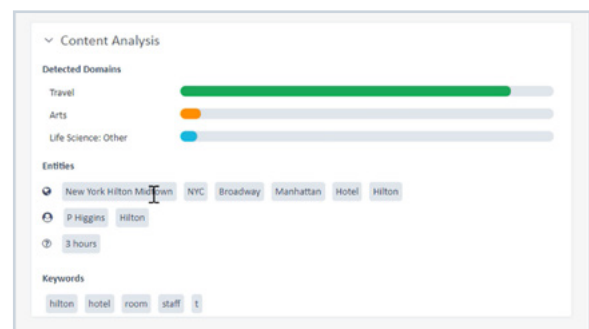 Content Analysis
Detected Domains
Travel
Arts
Life Science: Other
Entities
New York Hilton Midtown NYC Broadway Manhattan Hotel Hilton
P Higgins Hilton
3 hours
Keywords
hilton hotel room staff t